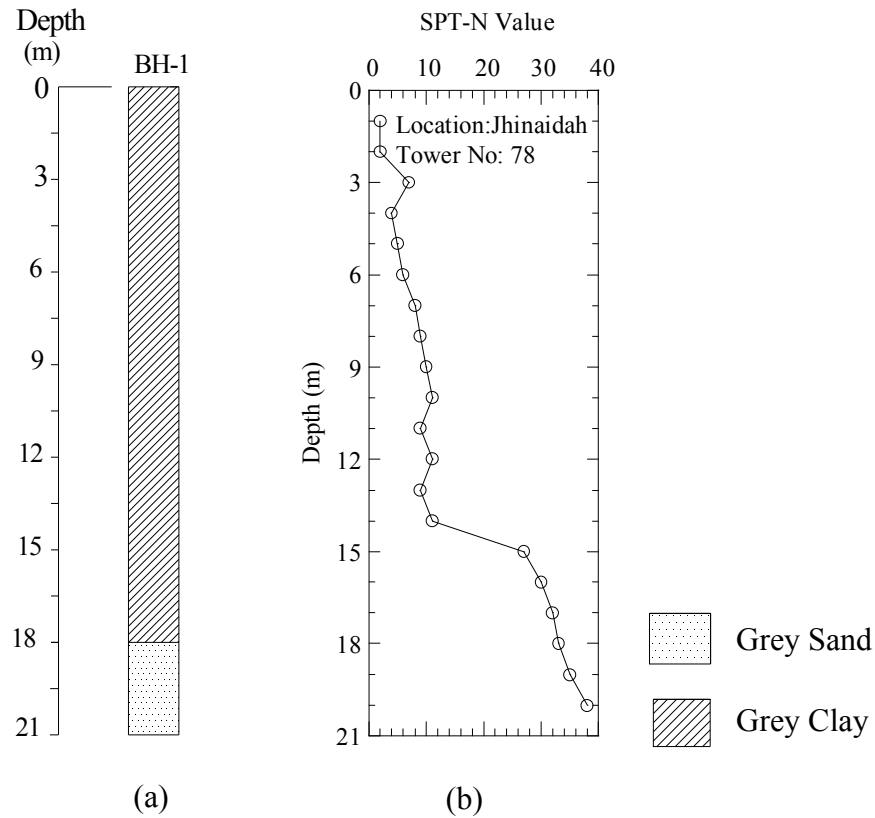 Depth
(m)
BH-1
0
3
6
9
12
15
18
21
(a)
SPT-N Value
0 10 20 30 40
0
3
6
9
12
15
18
21
Depth (m)
Location:Jhinaidah
Tower No: 78
(b)
Grey Sand
Grey Clay